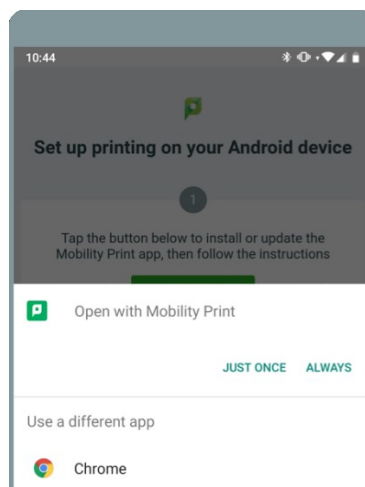 10:44
Set up printing on your Android device
1
Tap the button below to install or update the
Mobility Print app, then follow the instructions
Open with Mobility Print
JUST ONCE ALWAYS
Use a different app
Chrome